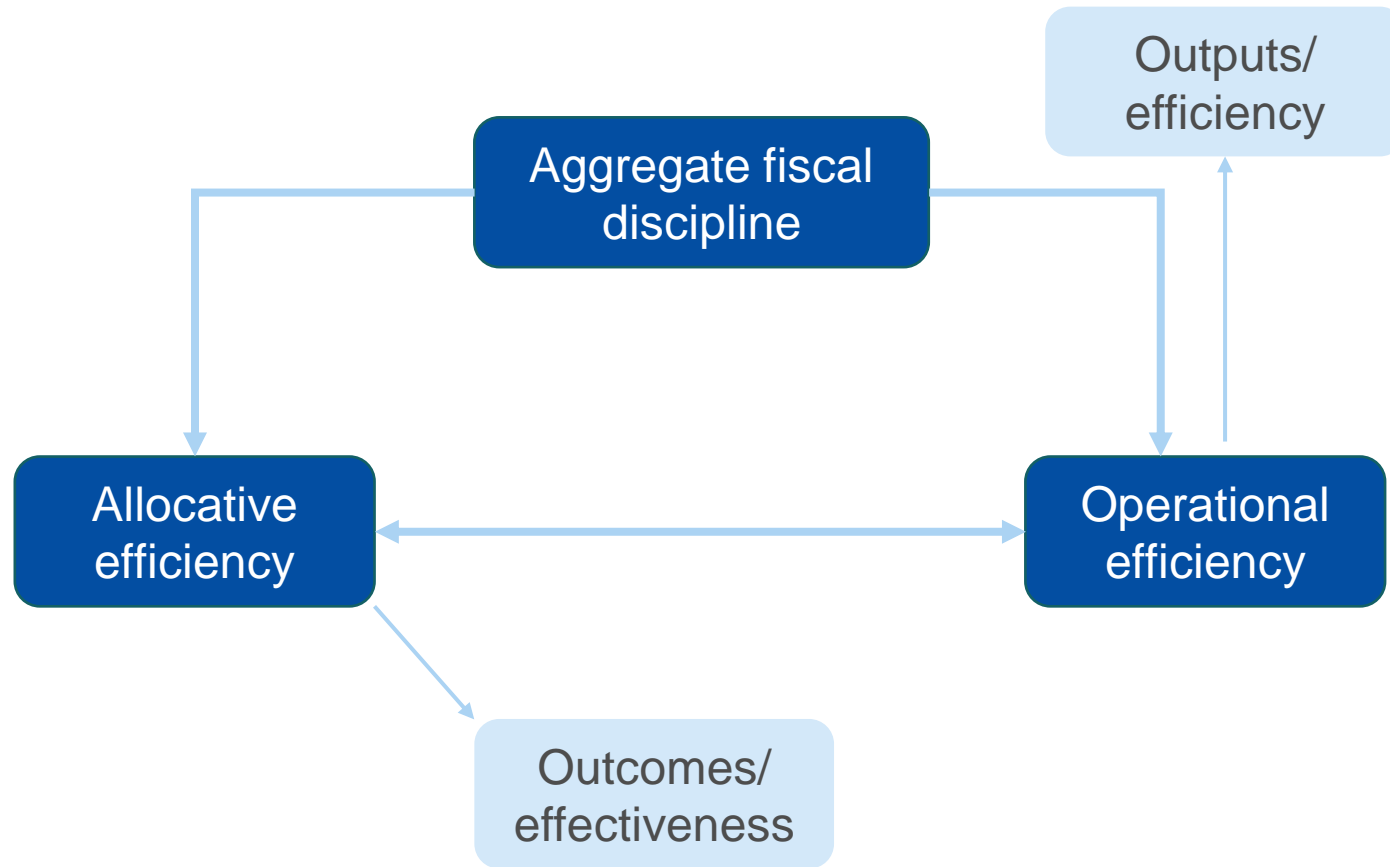 Outputs/
efficiency
Aggregate fiscal
discipline
Allocative
efficiency
Operational
efficiency
Outcomes/
effectiveness